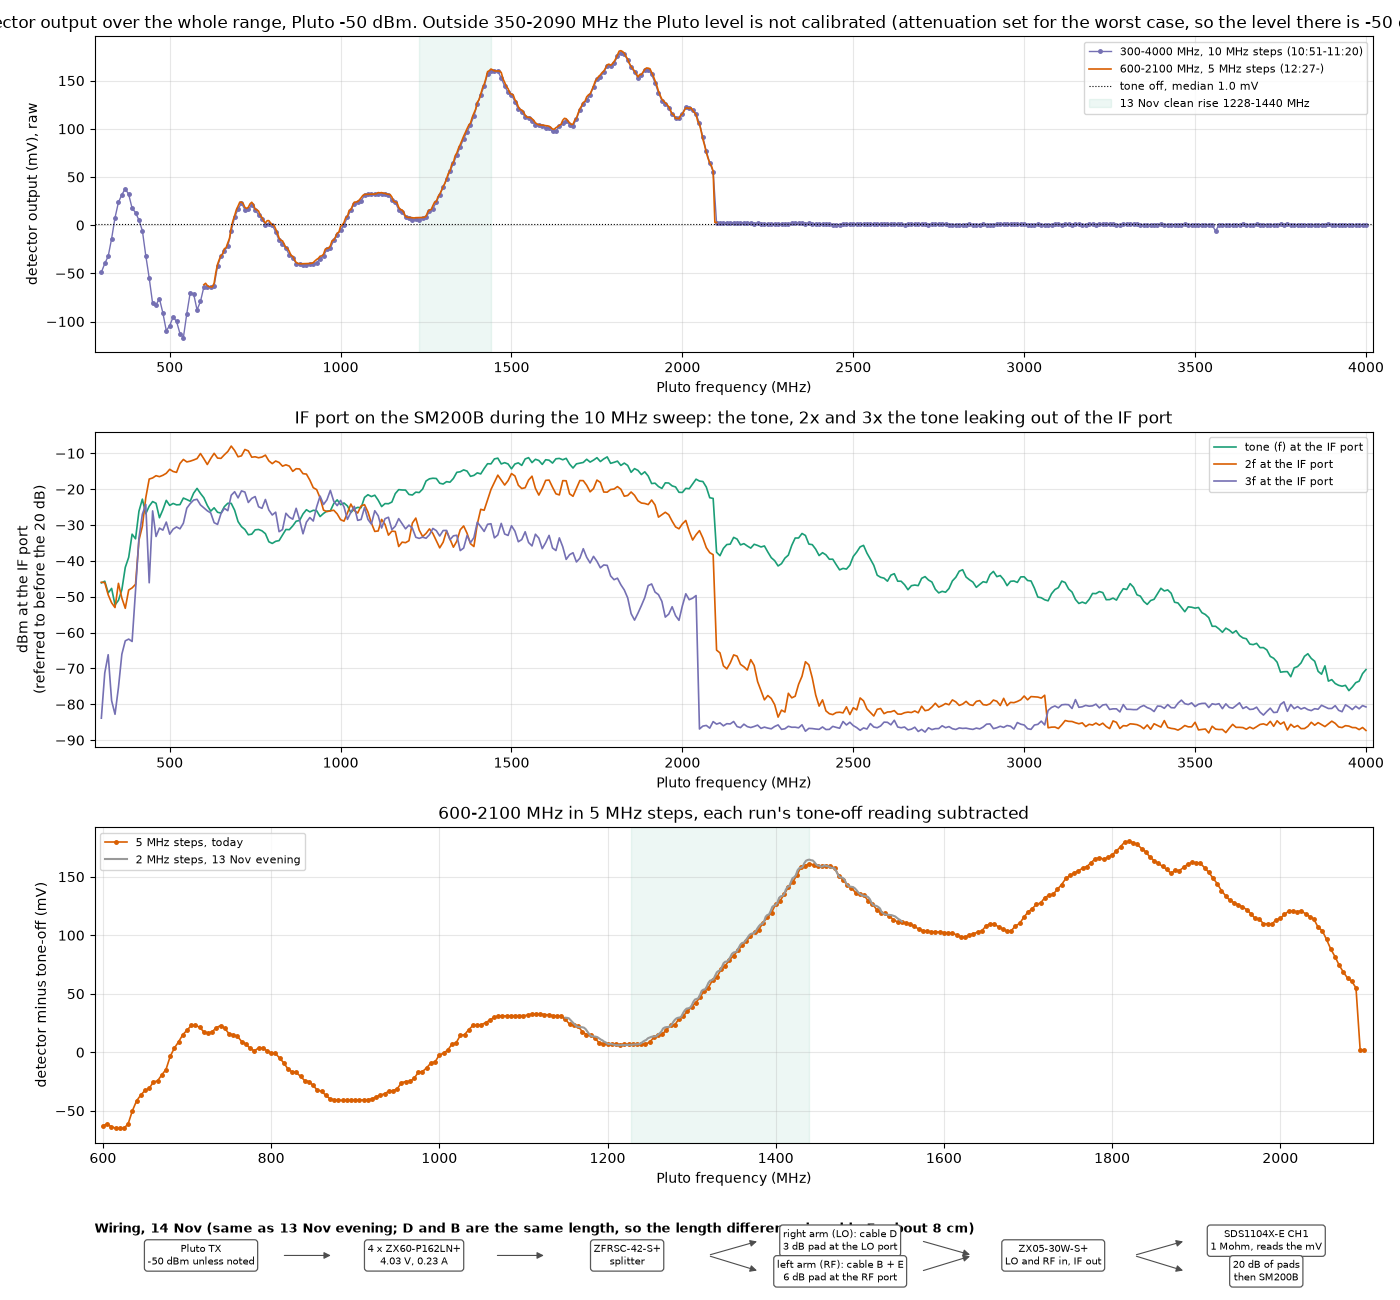 ector output over the whole range, Pluto -50 dBm. Outside 350-2090 MHz the Pluto level is not calibrated (attenuation set for the worst case, so the level there is -50
300-4000 MHz, 10 MHz steps (10:51-11:20)
600-2100 MHz, 5 MHz steps (12:27-)
tone off, median 1.0 mV
13 Nov clean rise 1228-1440 MHz
detector output (mV), raw
150
100
50
0
−50
−100
500
1000
1500
2000
2500
3000
3500
4000
Pluto frequency (MHz)
IF port on the SM200B during the 10 MHz sweep: the tone, 2x and 3x the tone leaking out of the IF port
tone (f) at the IF port
2f at the IF port
3f at the IF port
dBm at the IF port
(referred to before the 20 dB)
−10
−20
−30
−40
−50
−60
−70
−80
−90
500
1000
1500
2000
2500
3000
3500
4000
Pluto frequency (MHz)
600-2100 MHz in 5 MHz steps, each run's tone-off reading subtracted
5 MHz steps, today
2 MHz steps, 13 Nov evening
detector minus tone-off (mV)
150
100
50
0
−50
600
800
1000
1200
1400
1600
1800
2000
Pluto frequency (MHz)
Wiring, 14 Nov (same as 13 Nov evening; D and B are the same length, so the length differen bout 8 cm)
Pluto TX
-50 dBm unless noted
4 x ZX60-P162LN+
4.03 V, 0.23 A
ZFRSC-42-S+
splitter
right arm (LO): cable D
3 dB pad at the LO port
left arm (RF): cable B + E
6 dB pad at the RF port
ZX05-30W-S+
LO and RF in, IF out
SDS1104X-E CH1
1 Mohm, reads the mV
20 dB of pads
then SM200B